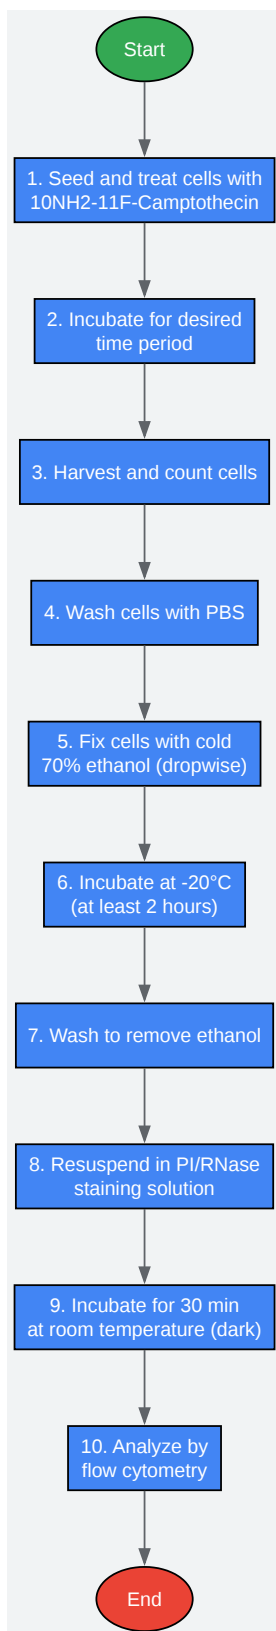 Start
1. Seed and treat cells with
10NH2-11F-Camptothecin
2. Incubate for desired
time period
3. Harvest and count cells
4. Wash cells with PBS
5. Fix cells with cold
70% ethanol (dropwise)
6. Incubate at -20°C
(at least 2 hours)
7. Wash to remove ethanol
8. Resuspend in PI/RNase
staining solution
9. Incubate for 30 min
at room temperature (dark)
10. Analyze by
flow cytometry
End